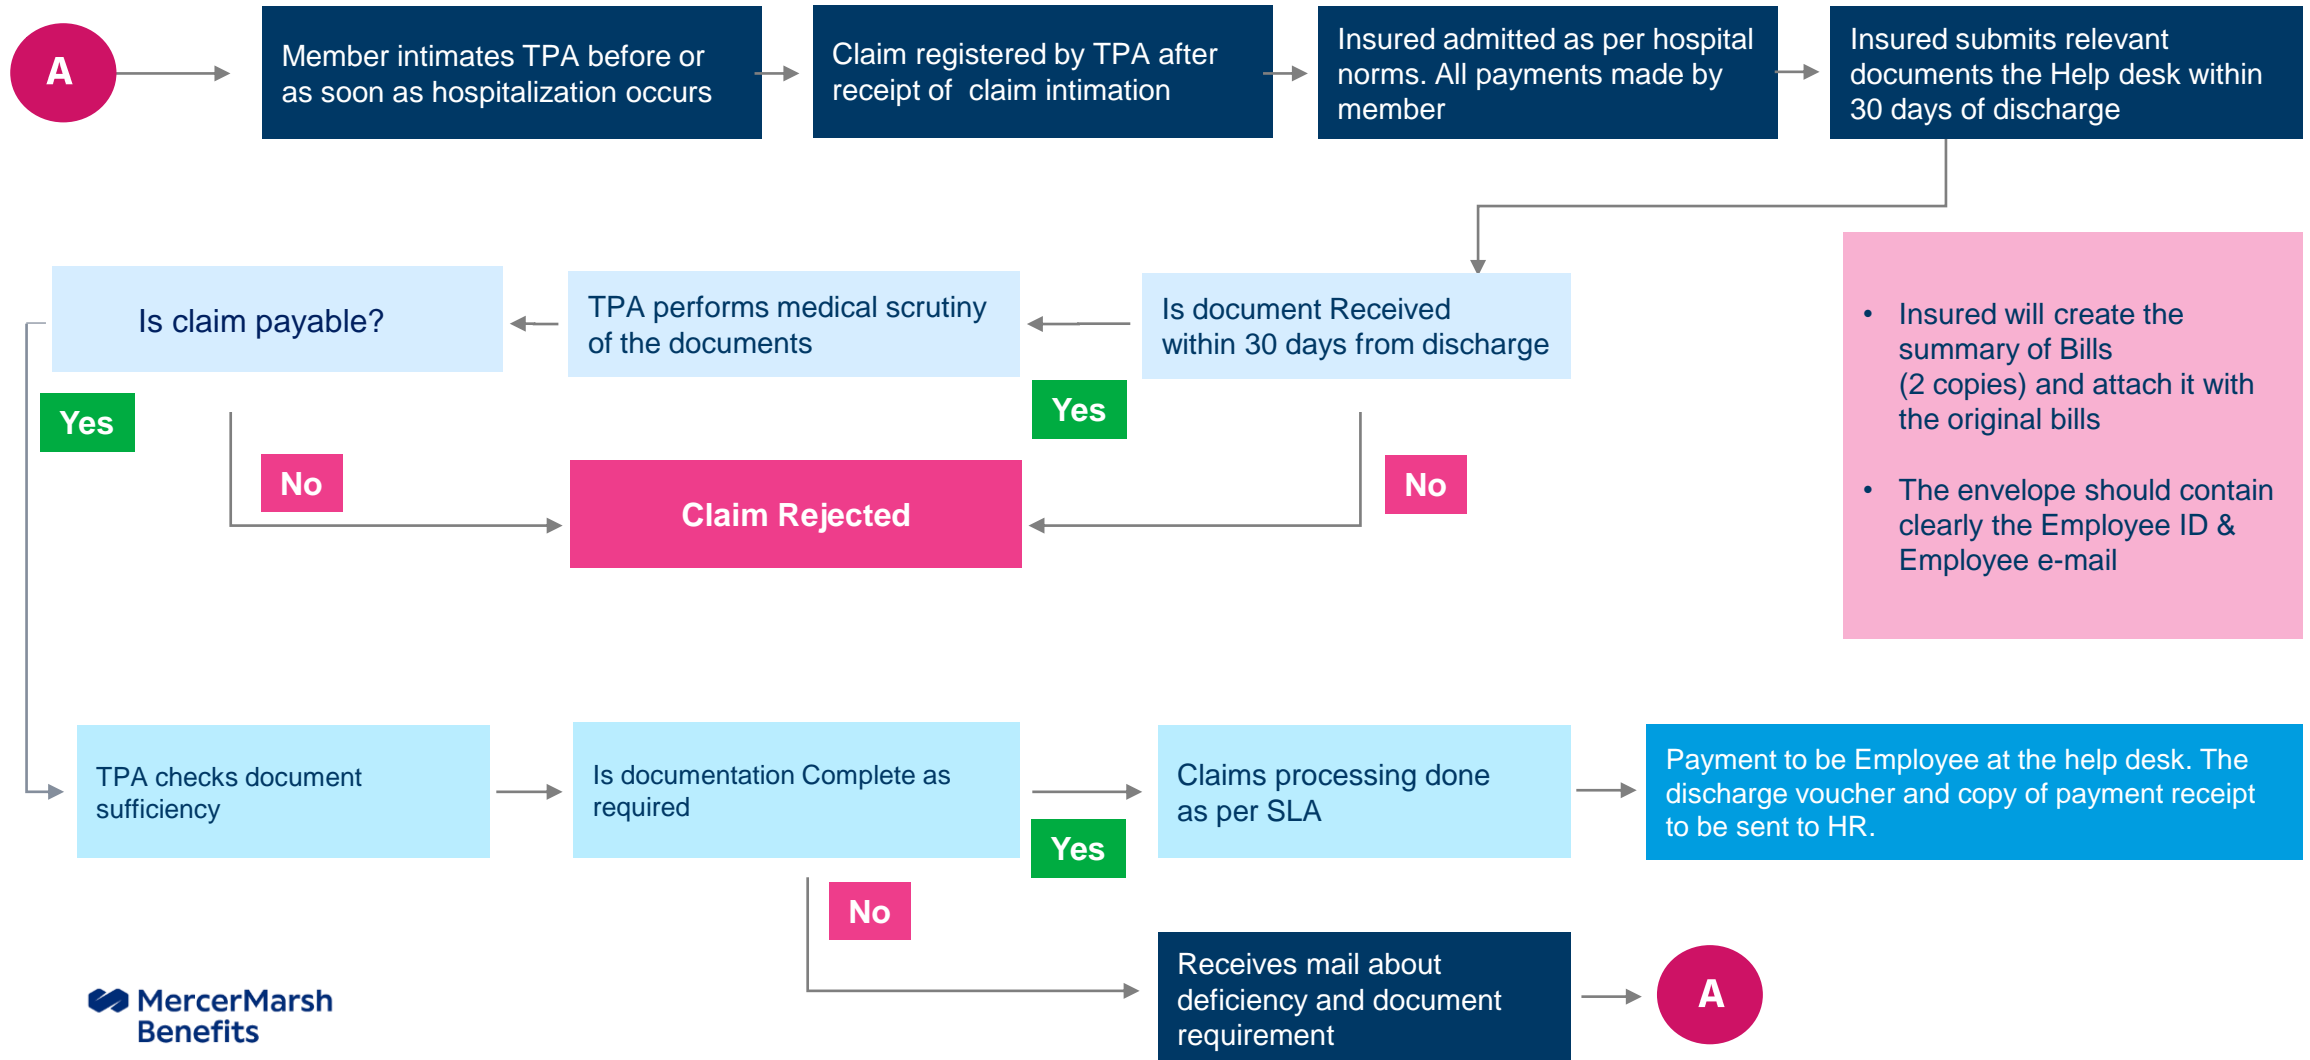 A
Member intimates TPA before or
as soon as hospitalization occurs
Claim registered by TPA after
receipt of claim intimation
Insured admitted as per hospital
norms. All payments made by
member
Insured submits relevant
documents the Help desk within
30 days of discharge
Is claim payable?
TPA performs medical scrutiny
of the documents
Is document Received
within 30 days from discharge
Yes
No
Claim Rejected
Yes
No
• Insured will create the
summary of Bills
(2 copies) and attach it with
the original bills
• The envelope should contain
clearly the Employee ID &
Employee e-mail
TPA checks document
sufficiency
Is documentation Complete as
required
Yes
Claims processing done
as per SLA
Payment to be Employee at the help desk. The
discharge voucher and copy of payment receipt
to be sent to HR.
No
Receives mail about
deficiency and document
requirement
A
MercerMarsh
Benefits